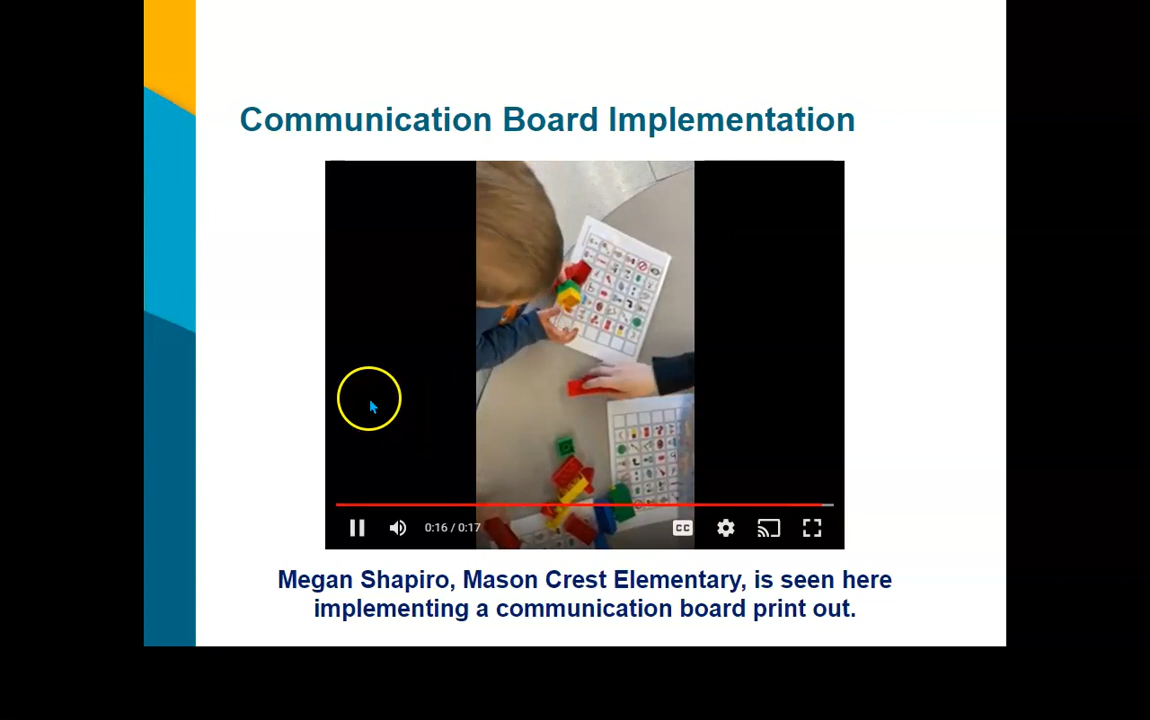 Communication Board Implementation
0:16 / 0:17
CC
Megan Shapiro, Mason Crest Elementary, is seen here
implementing a communication board print out.